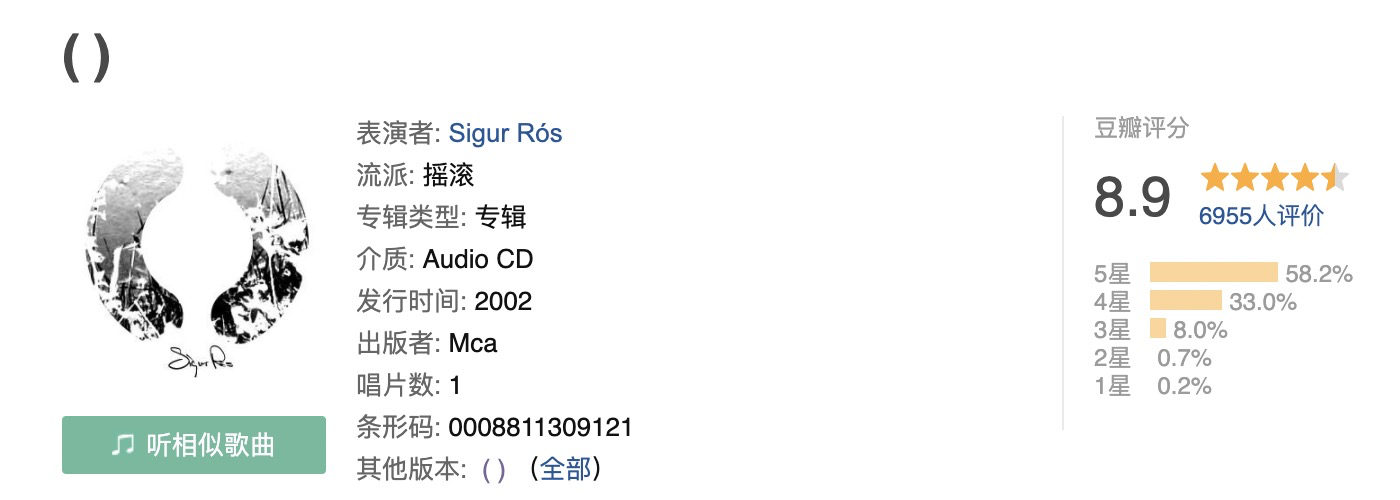 ( )
表演者: Sigur Rós
流派: 摇滚
专辑类型: 专辑
介质: Audio CD
发行时间: 2002
出版者: Mca
唱片数: 1
条形码: 0008811309121
其他版本: ( ) (全部)
Sigur Rós
听相似歌曲
豆瓣评分
8.9
6955人评价
5星 58.2%
4星 33.0%
3星 8.0%
2星 0.7%
1星 0.2%